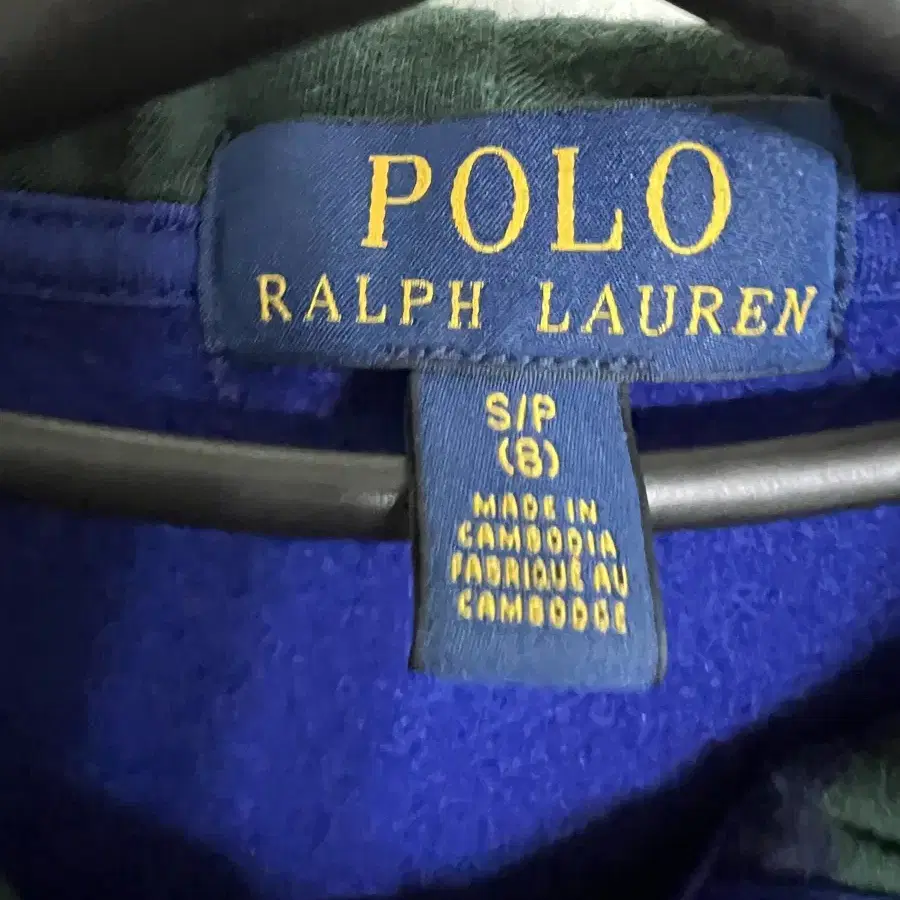 POLO
RALPH LAUREN
S/P
(8)
MADE IN
CAMBODIA
FABRIQUÉ AU
CAMBODGE